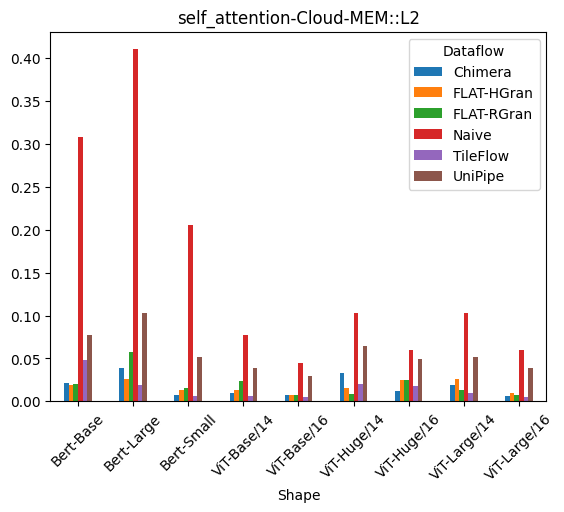 self_attention-Cloud-MEM::L2
Dataflow
Chimera
FLAT-HGran
FLAT-RGran
Naive
TileFlow
UniPipe
0.40
0.35
0.30
0.25
0.20
0.15
0.10
0.05
0.00
Bert-Base
Bert-Large
Bert-Small
ViT-Base/14
ViT-Base/16
ViT-Huge/14
ViT-Huge/16
ViT-Large/14
ViT-Large/16
Shape